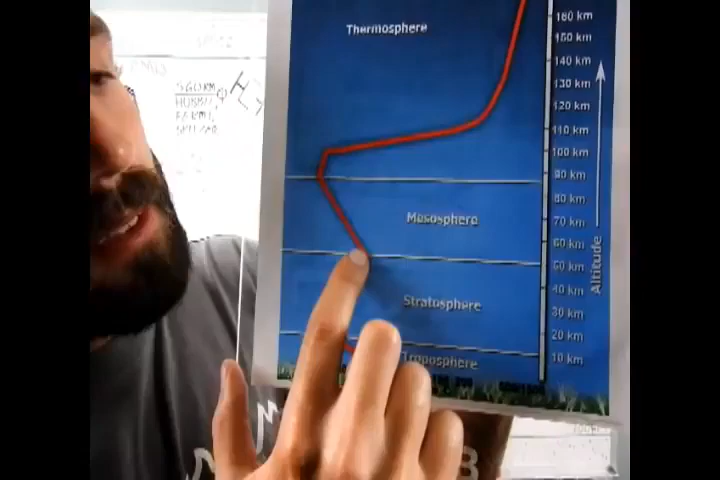 Thermosphere
160 km
150 km
140 km
130 km
120 km
110 km
100 km
90 km
80 km
Mesosphere
70 km
60 km
50 km
40 km
Stratosphere
30 km
20 km
Troposphere
10 km
Altitude